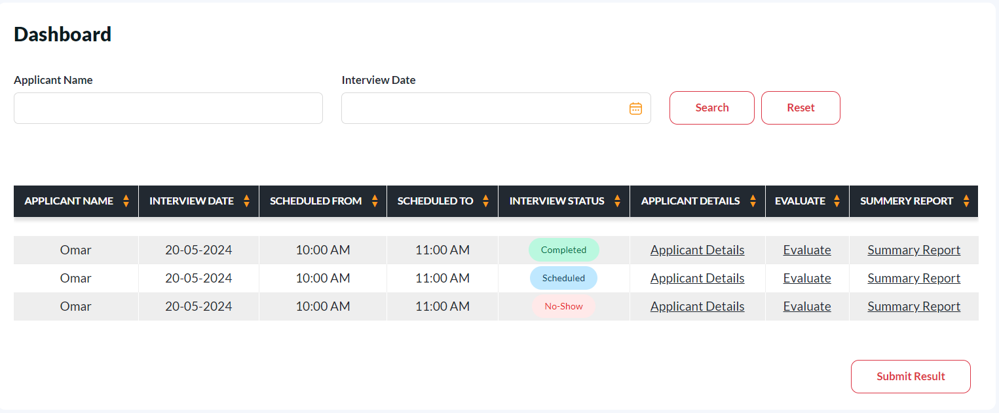 Dashboard
Applicant Name Interview Date
Search Reset
APPLICANT NAME INTERVIEW DATE SCHEDULED FROM SCHEDULED TO INTERVIEW STATUS APPLICANT DETAILS EVALUATE SUMMERY REPORT
Omar 20-05-2024 10:00 AM 11:00 AM Completed Applicant Details Evaluate Summary Report
Omar 20-05-2024 10:00 AM 11:00 AM Scheduled Applicant Details Evaluate Summary Report
Omar 20-05-2024 10:00 AM 11:00 AM No-Show Applicant Details Evaluate Summary Report
Submit Result